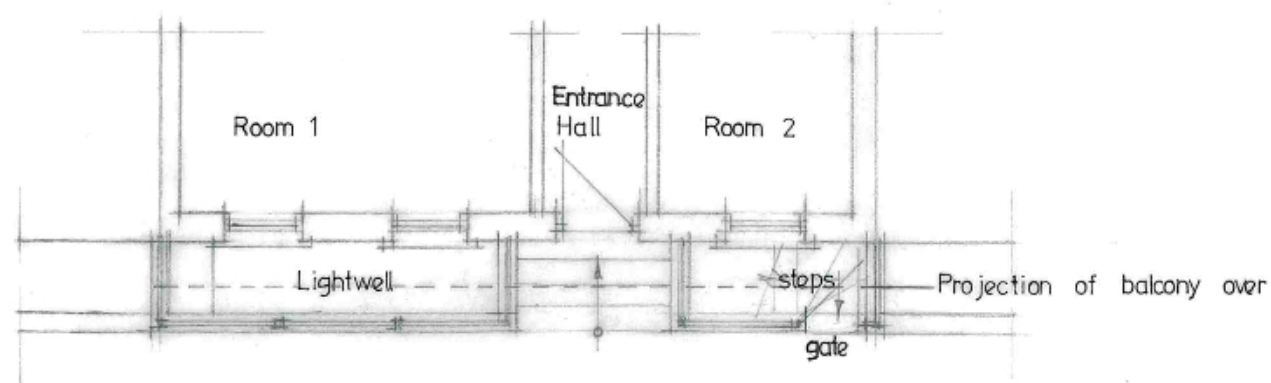 Entrance
Hall
Room 1
Room 2
Lightwell
steps
Projection of balcony over
gate